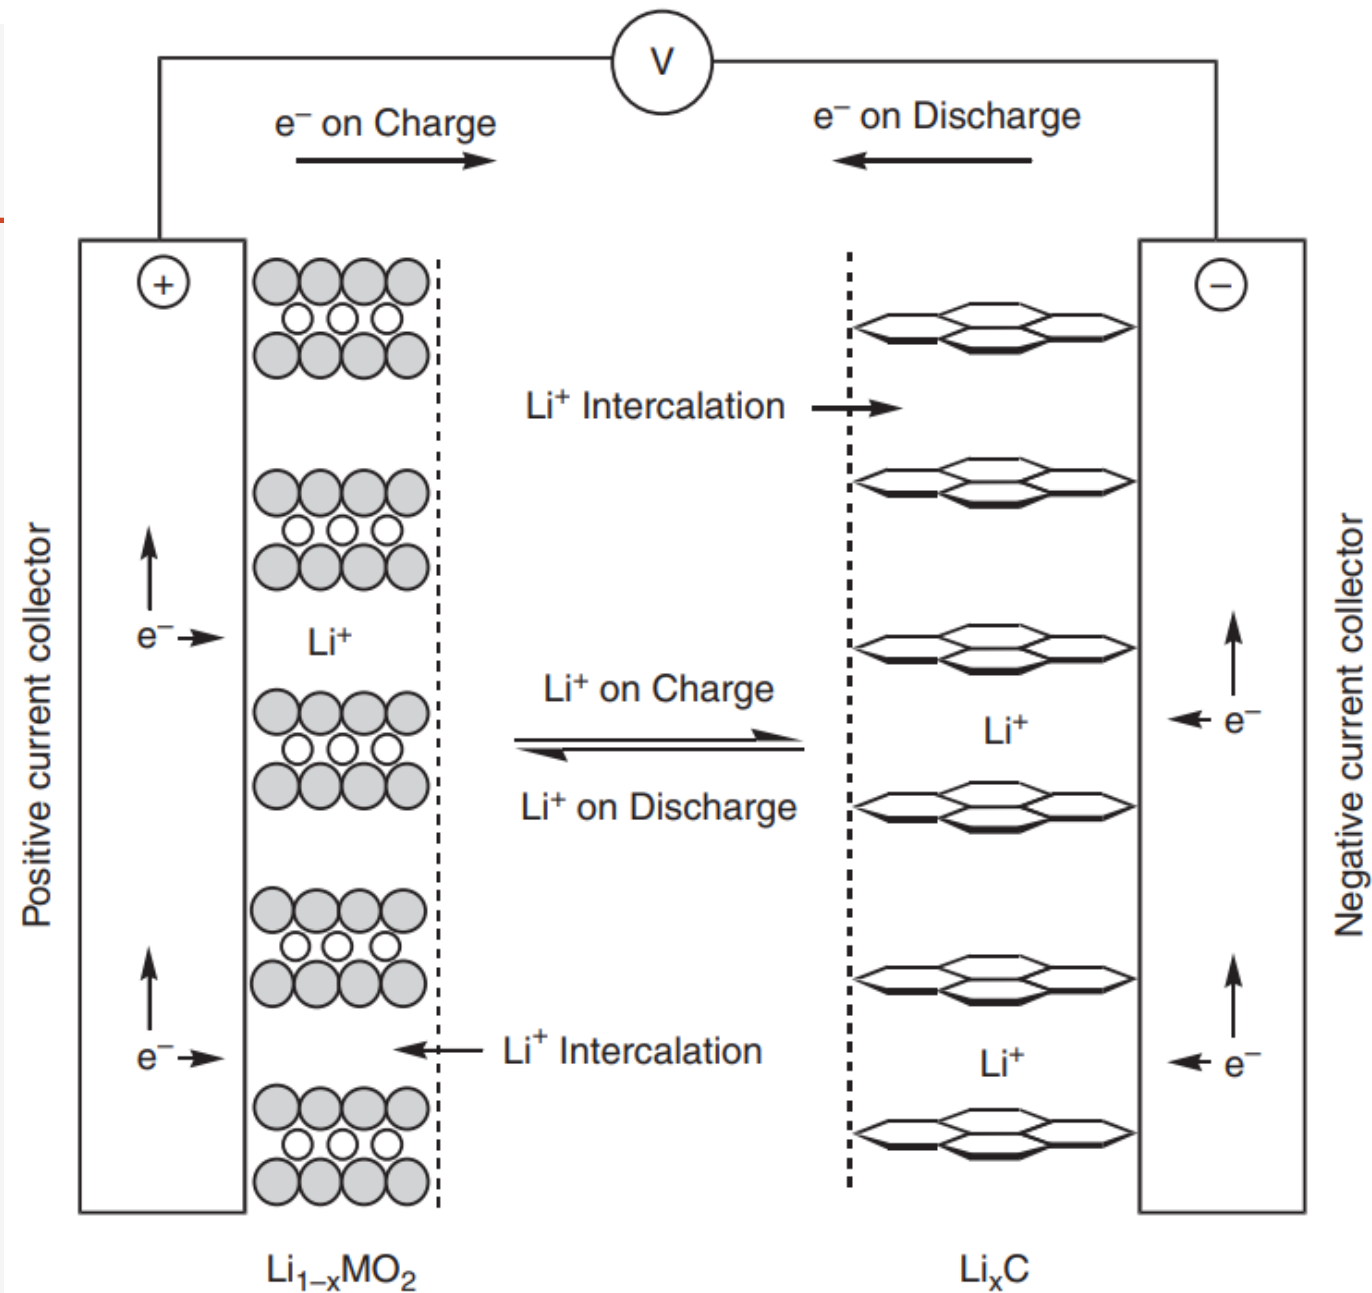 V
e⁻ on Charge
e⁻ on Discharge
+
−
Li⁺ Intercalation
Positive current collector
Negative current collector
e⁻
Li⁺
Li⁺ on Charge
Li⁺ on Discharge
Li⁺
e⁻
e⁻
Li⁺ Intercalation
Li⁺
e⁻
Li₁₋ₓMO₂
LiₓC